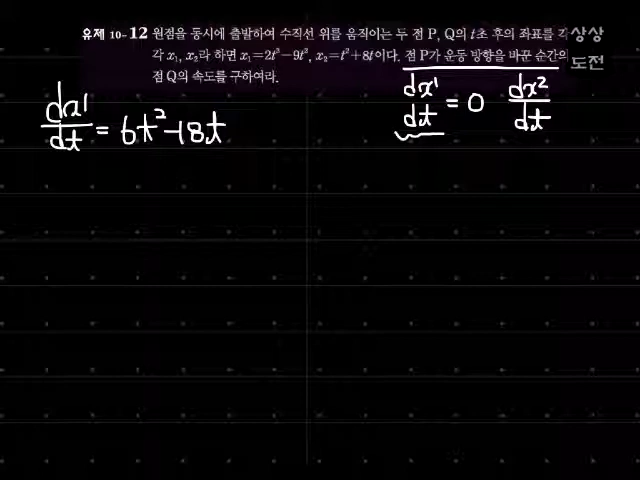 유제 10-12 원점을 동시에 출발하여 수직선 위를 움직이는 두 점 P, Q의 t초 후의 좌표를 각
각 x₁, x₂라 하면 x₁=2t³-9t², x₂=t²+8t이다. 점 P가 운동 방향을 바꾼 순간의
점 Q의 속도를 구하여라.
상상
도전
dx1/dt = 0 dx2/dt
dx1/dt = 6t²-18t